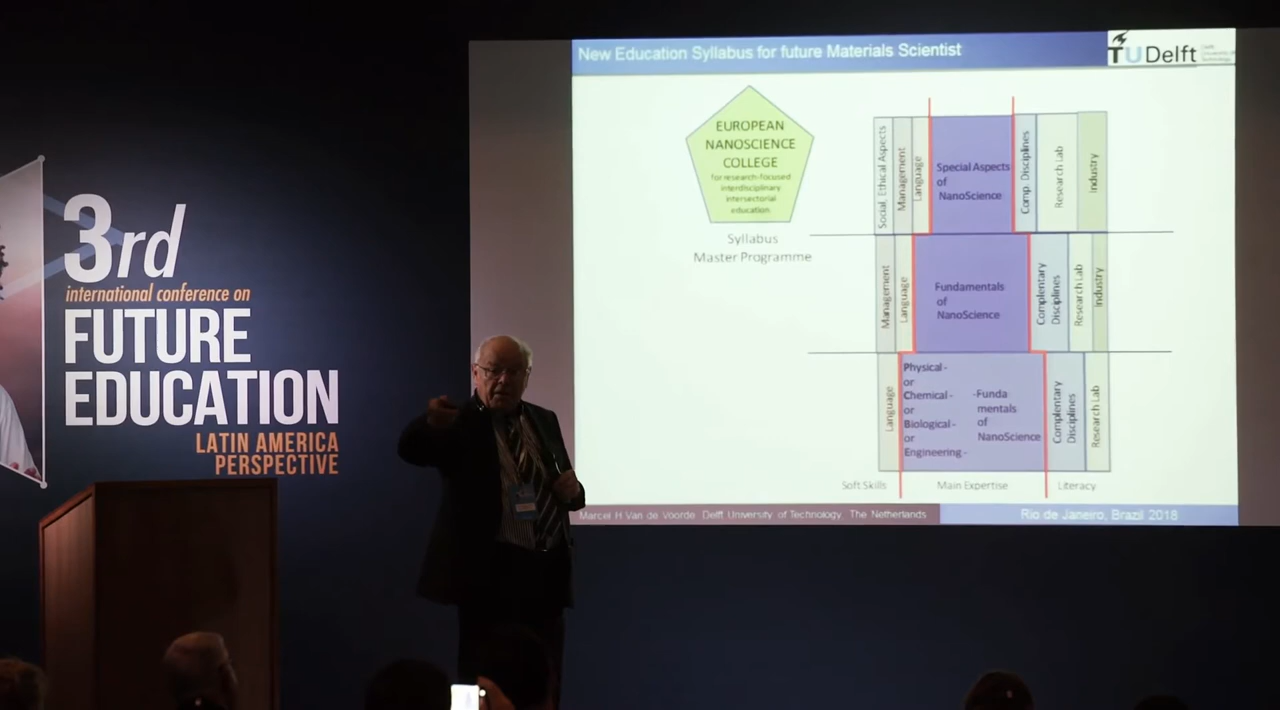 3rd
international conference on
FUTURE
EDUCATION
LATIN AMERICA
PERSPECTIVE
New Education Syllabus for future Materials Scientist
TU Delft
Delft
University of
Technology
EUROPEAN
NANOSCIENCE
COLLEGE
for research-focused
interdisciplinary
intersectorial
education
Syllabus
Master Programme
Social, Ethical Aspects
Management
Language
Special Aspects
of
NanoScience
Comp. Disciplines
Research Lab
Industry
Management
Language
Fundamentals
of
NanoScience
Complentary
Disciplines
Research Lab
Industry
Language
Physical -
or
Chemical -
or
Biological -
or
Engineering -
-Funda
mentals
of
NanoScience
Complentary
Disciplines
Research Lab
Soft Skills
Main Expertise
Literacy
Marcel H Van de Voorde. Delft University of Technology. The Netherlands
Rio de Janeiro, Brazil 2018